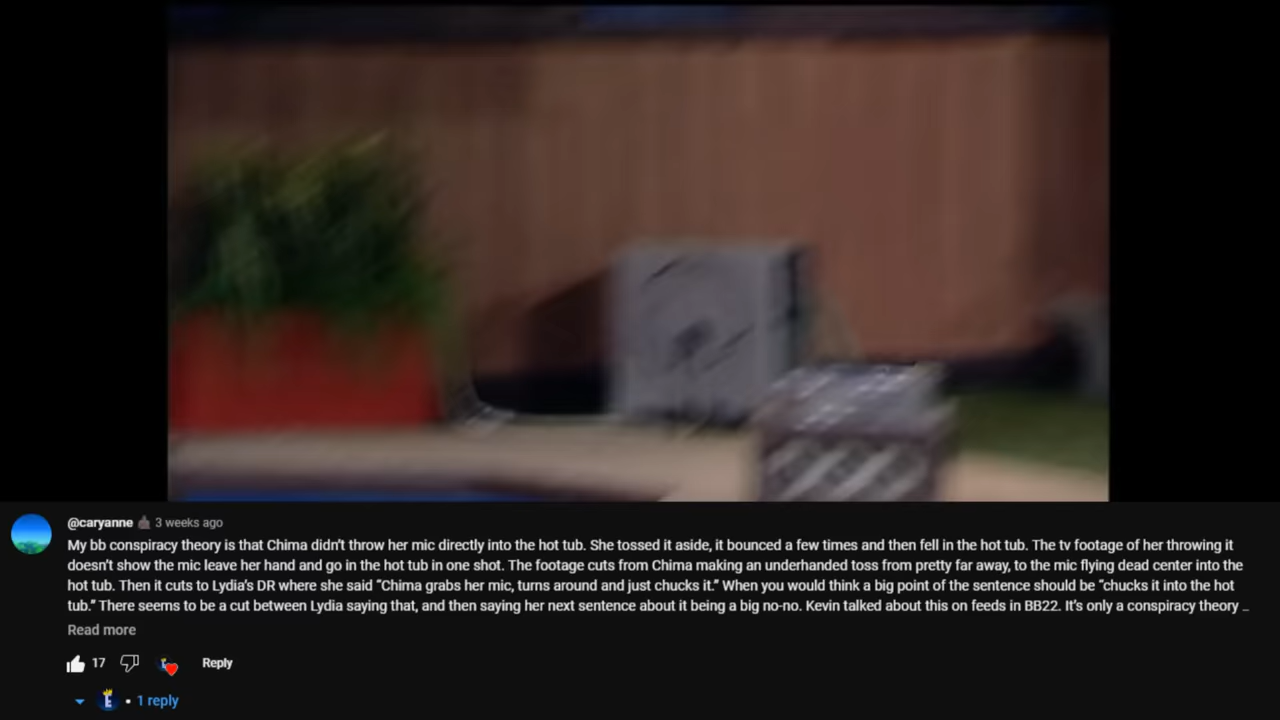 @caryanne 3 weeks ago
My bb conspiracy theory is that Chima didn't throw her mic directly into the hot tub. She tossed it aside, it bounced a few times and then fell in the hot tub. The tv footage of her throwing it
doesn't show the mic leave her hand and go in the hot tub in one shot. The footage cuts from Chima making an underhanded toss from pretty far away, to the mic flying dead center into the
hot tub. Then it cuts to Lydia's DR where she said “Chima grabs her mic, turns around and just chucks it.” When you would think a big point of the sentence should be “chucks it into the hot
tub.” There seems to be a cut between Lydia saying that, and then saying her next sentence about it being a big no-no. Kevin talked about this on feeds in BB22. It's only a conspiracy theory ...
Read more
17 Reply
E • 1 reply